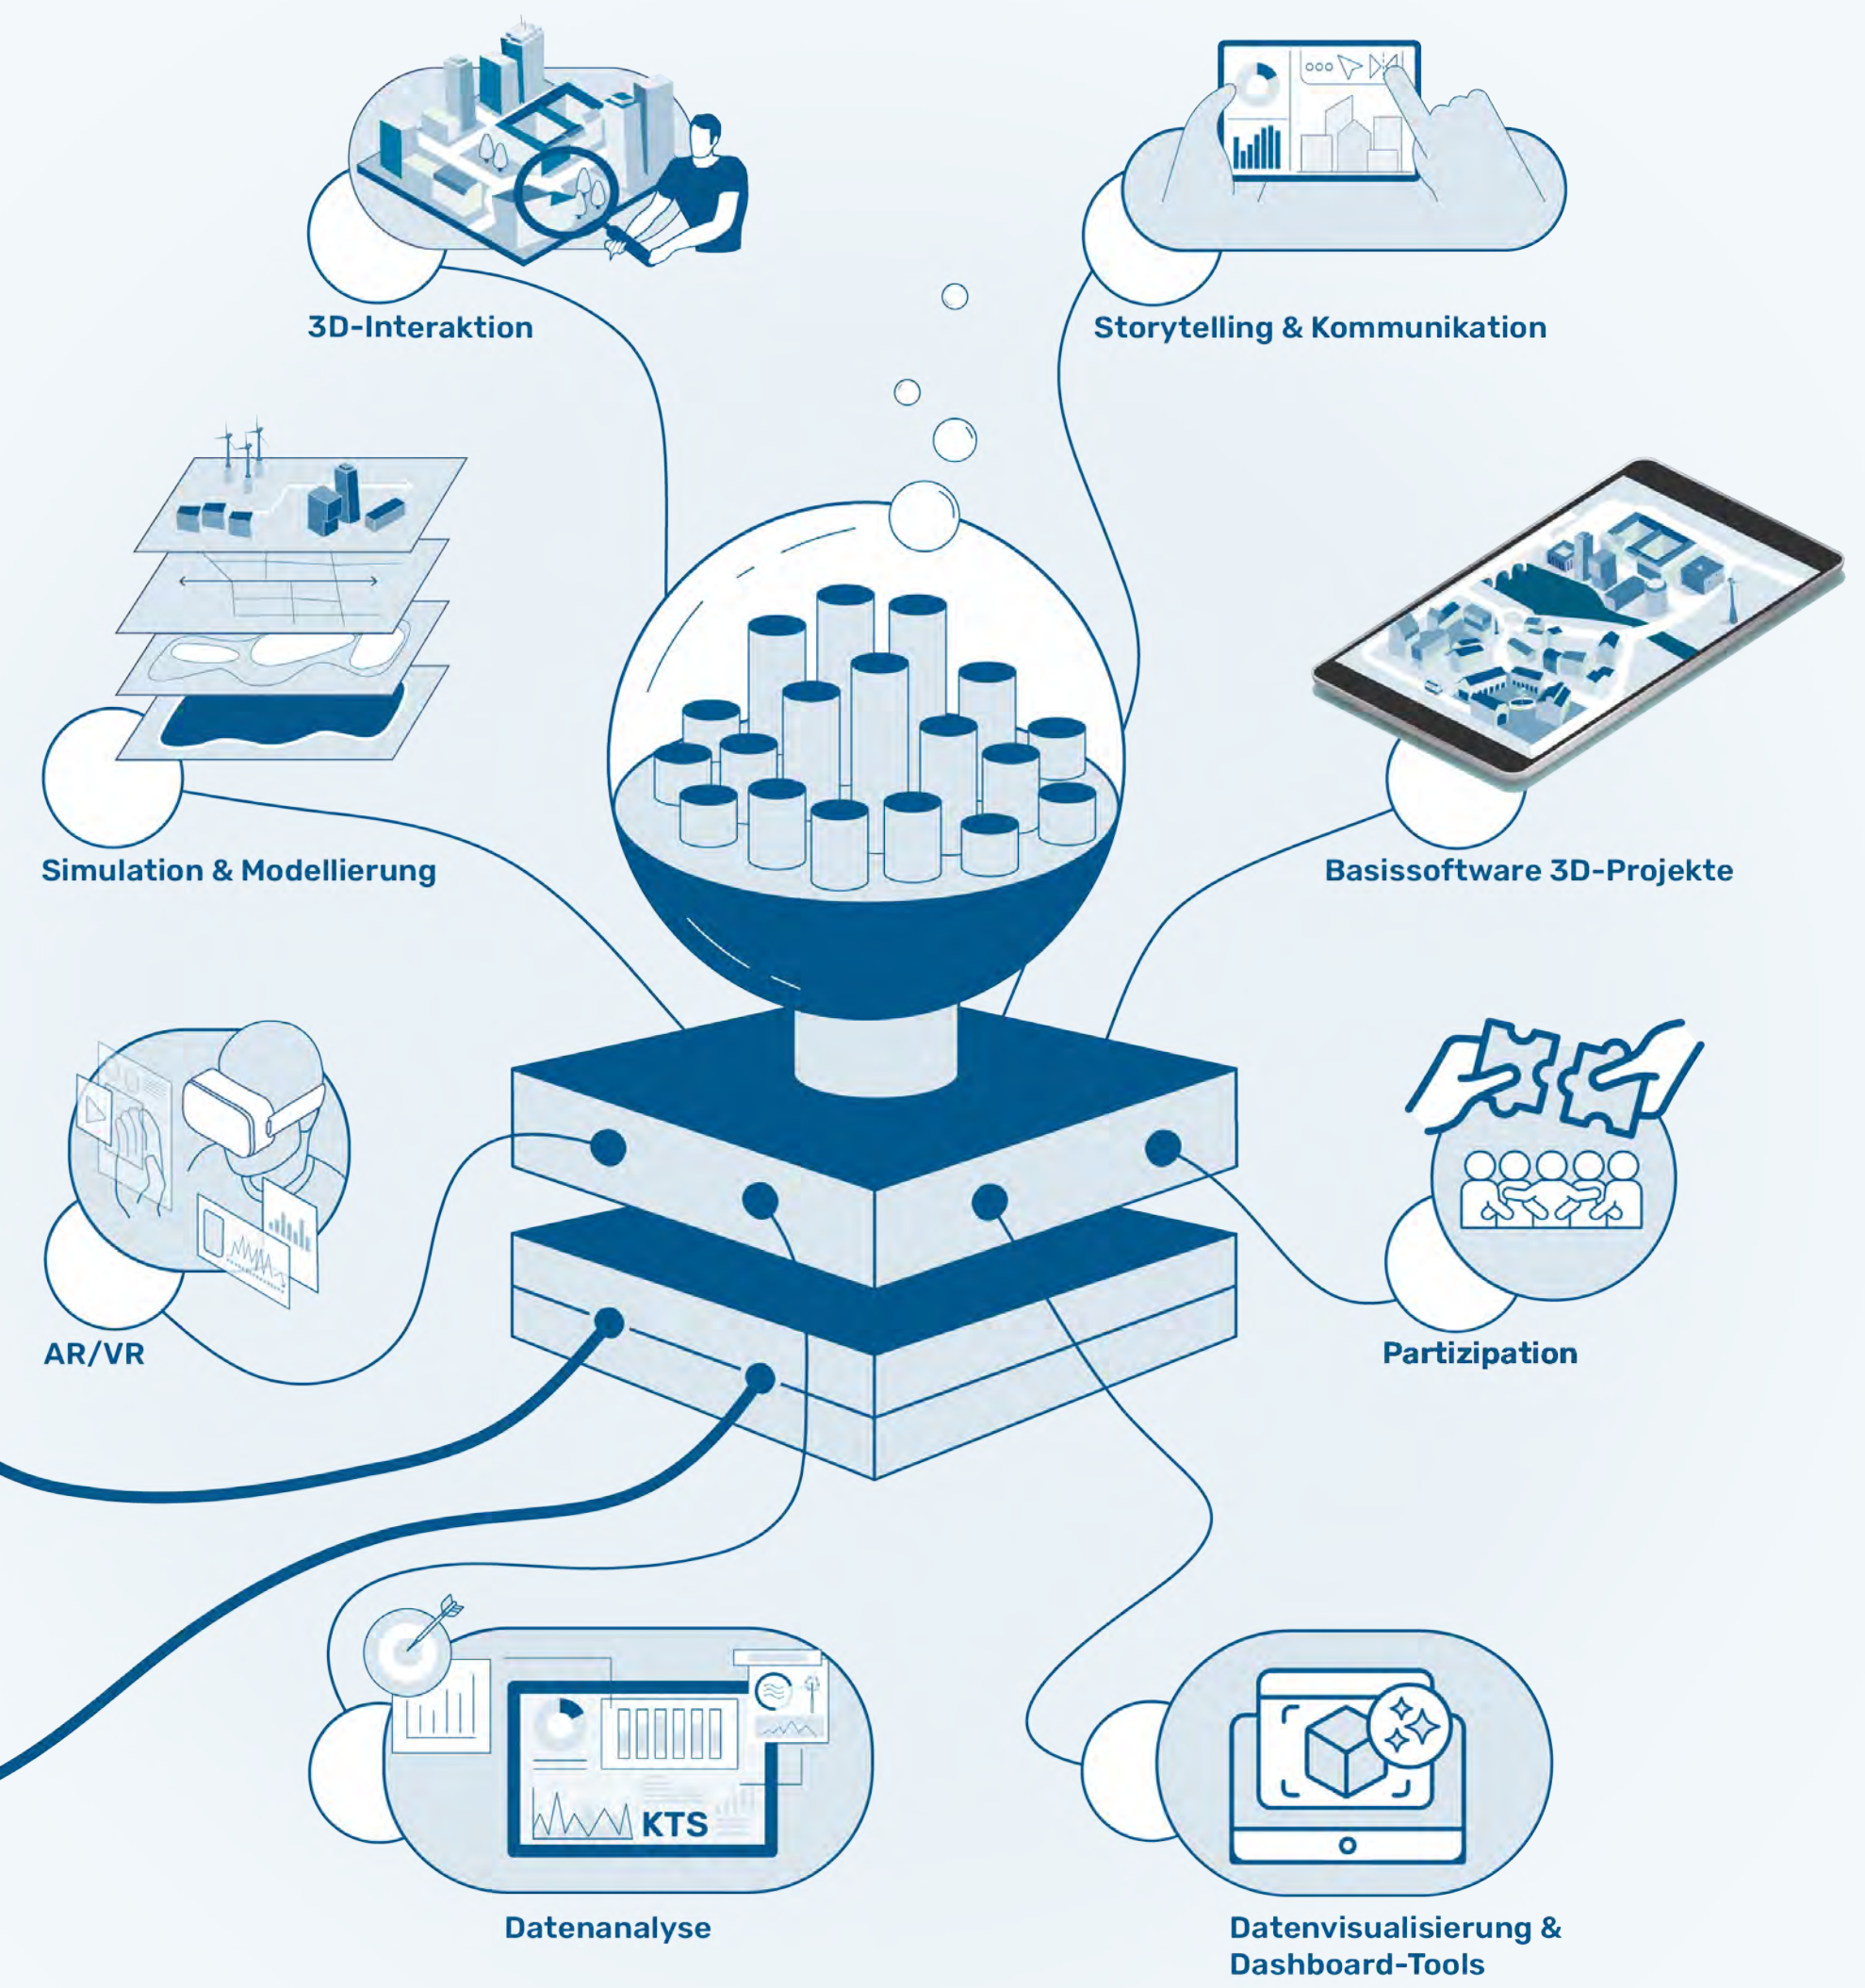 3D-Interaktion
Storytelling & Kommunikation
Simulation & Modellierung
Basissoftware 3D-Projekte
AR/VR
Partizipation
KTS
Datenanalyse
Datenvisualisierung &
Dashboard-Tools